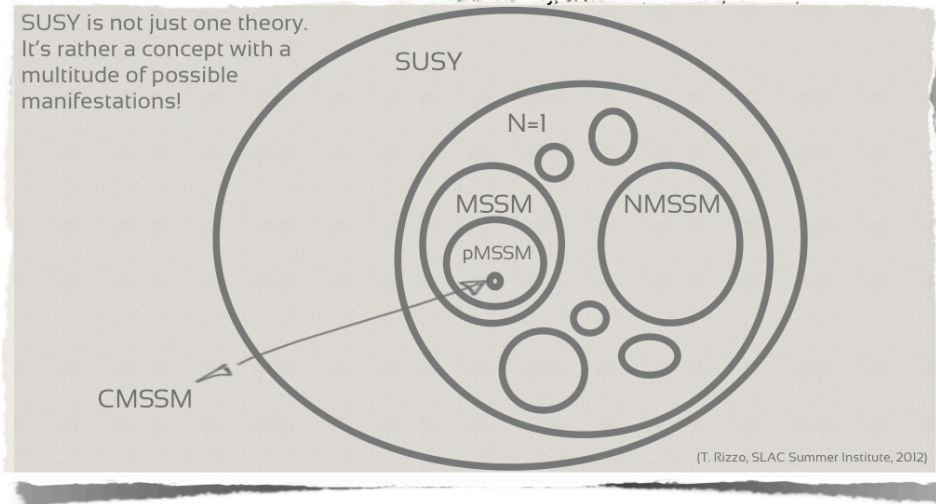 SUSY is not just one theory.
It's rather a concept with a
multitude of possible
manifestations!
SUSY
N=1
MSSM
NMSSM
pMSSM
CMSSM
(T. Rizzo, SLAC Summer Institute, 2012)